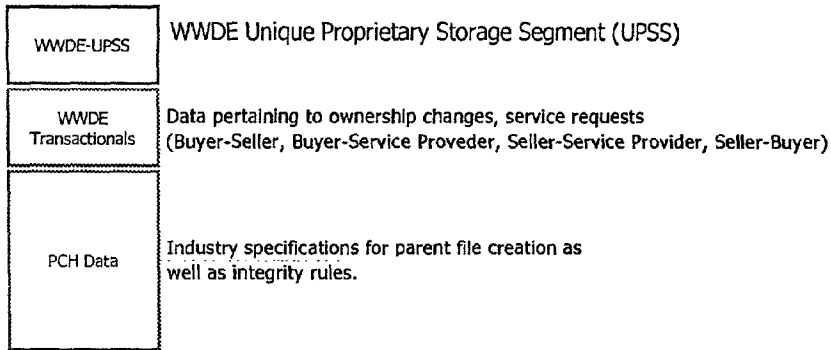 WWDE-UPSS
WWDE Unique Proprietary Storage Segment (UPSS)
WWDE
Transactionals
Data pertaining to ownership changes, service requests
(Buyer-Seller, Buyer-Service Proveder, Seller-Service Provider, Seller-Buyer)
PCH Data
Industry specifications for parent file creation as
well as integrity rules.